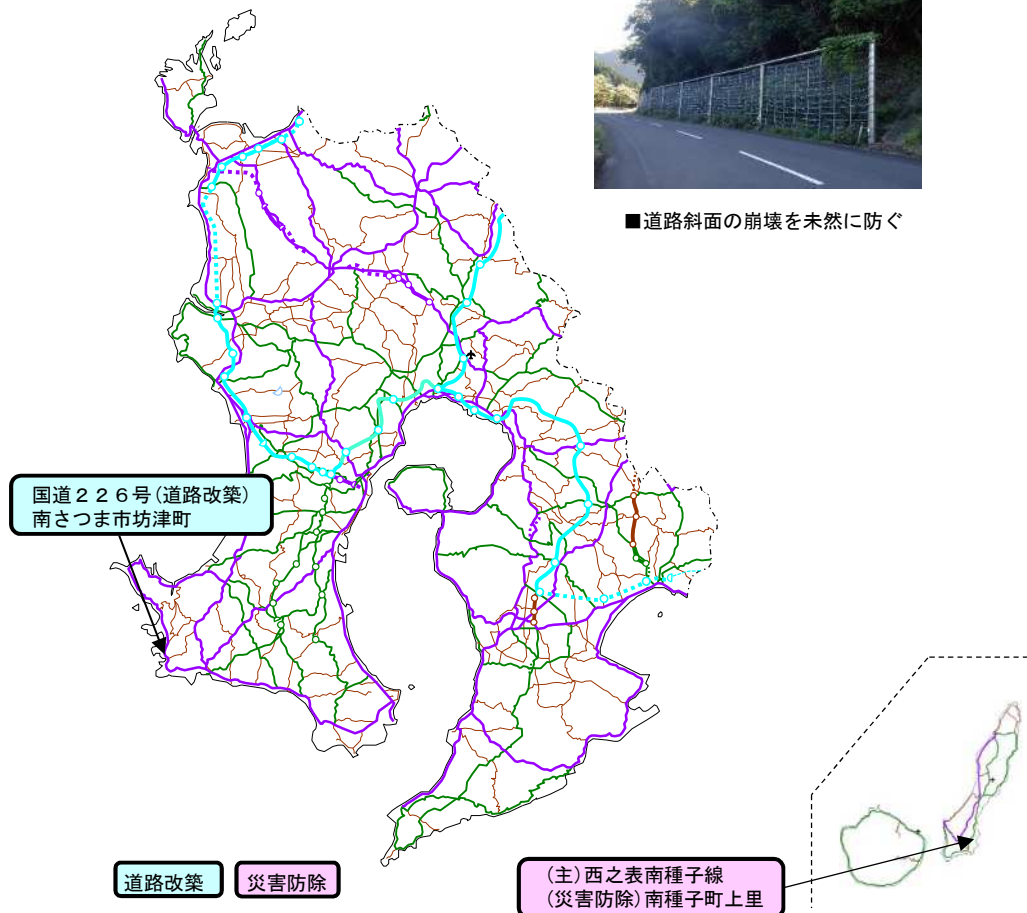 ■道路斜面の崩壊を未然に防ぐ
国道２２６号(道路改築)
南さつま市坊津町
道路改築
災害防除
(主)西之表南種子線
(災害防除)南種子町上里